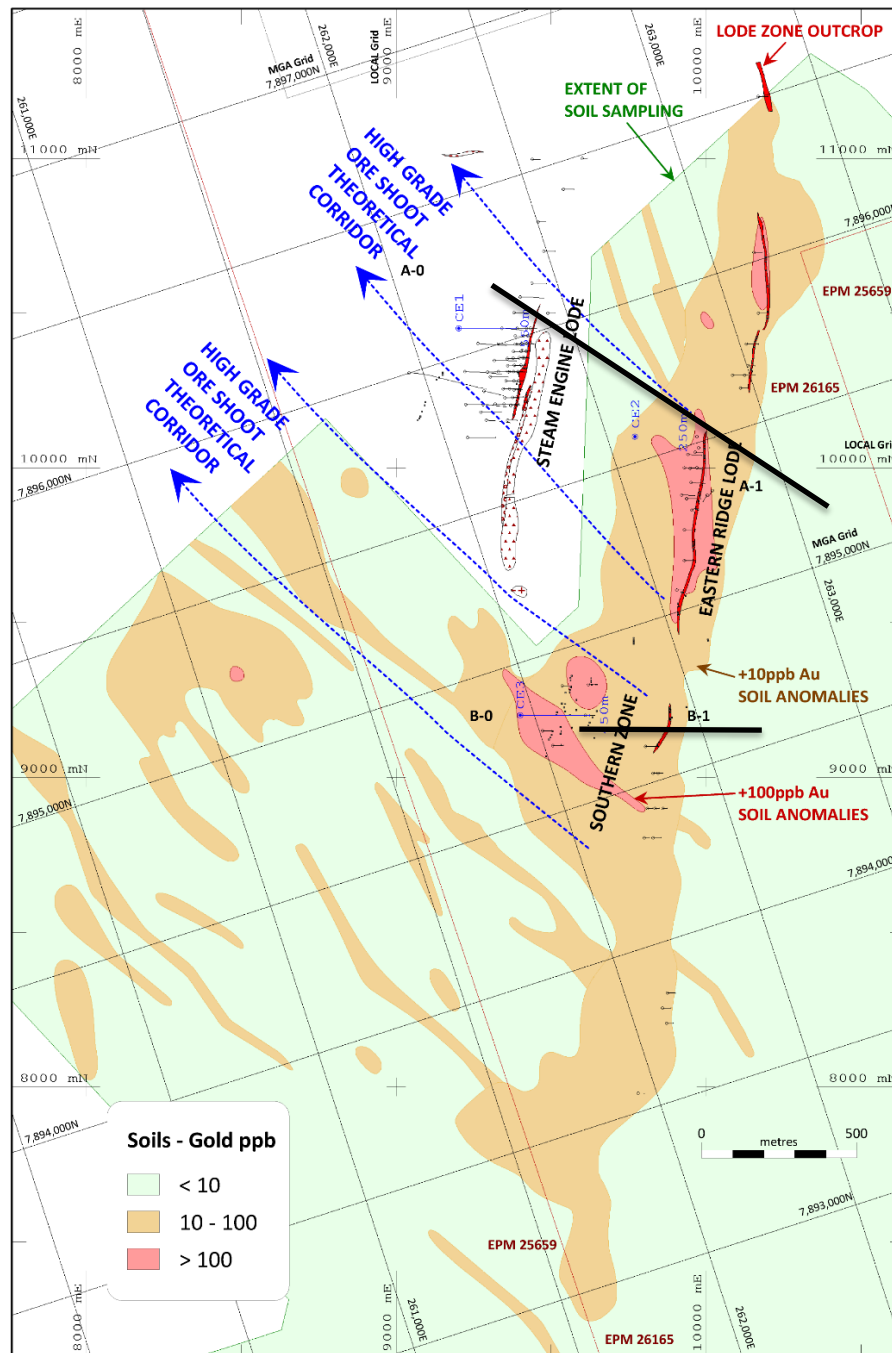 8000 mE
261,000E
MGA Grid
7,897,000N
262,000E
LOCAL Grid
9000 mE
263,000E
10000 mE
LODE ZONE OUTCROP
EXTENT OF
SOIL SAMPLING
11000 mN
11000 mN
HIGH GRADE
ORE SHOOT
THEORETICAL
CORRIDOR
7,896,000N
A-0
CE1
EPM 25659
STEAM ENGINE LODE
HIGH GRADE
ORE SHOOT
THEORETICAL
CORRIDOR
EPM 26165
CE2
250m
LOCAL Grid
10000 mN
10000 mN
A-1
EASTERN RIDGE LODE
7,896,000N
MGA Grid
7,895,000N
263,000E
+10ppb Au
SOIL ANOMALIES
CE3
B-0
B-1
SOUTHERN ZONE
9000 mN
9000 mN
+100ppb Au
SOIL ANOMALIES
7,895,000N
7,894,000N
8000 mN
8000 mN
Soils - Gold ppb
< 10
10 - 100
> 100
0
metres
500
7,894,000N
7,893,000N
EPM 25659
8000 mE
9000 mE
261,000E
EPM 26165
10000 mE
262,000E